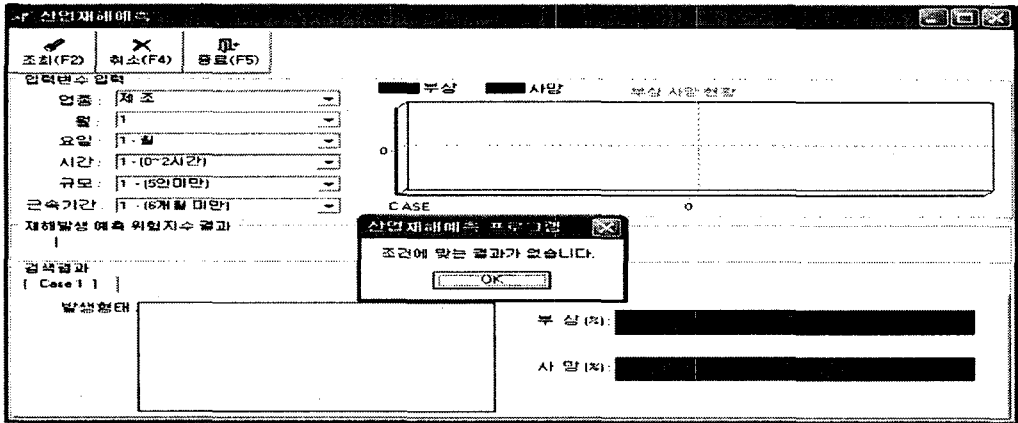 산업재해예측
조회(F2) 취소(F4) 종료(F5)
입력변수 입력
업종 : 제 조
월 : 1
요일 : 1 - 월
시간 : 1 - (0~2시간)
규모 : 1 - (5인미만)
근속기간 : 1 - (6개월 미만)
부상 사망 부상 사망 현황
0
CASE 0
재해발생 예측 위험지수 결과
1
산업재해예측 프로그램
조건에 맞는 결과가 없습니다.
OK
검색결과
[ Case 1 ]
발생형태 :
부 상 (%) :
사 망 (%) :